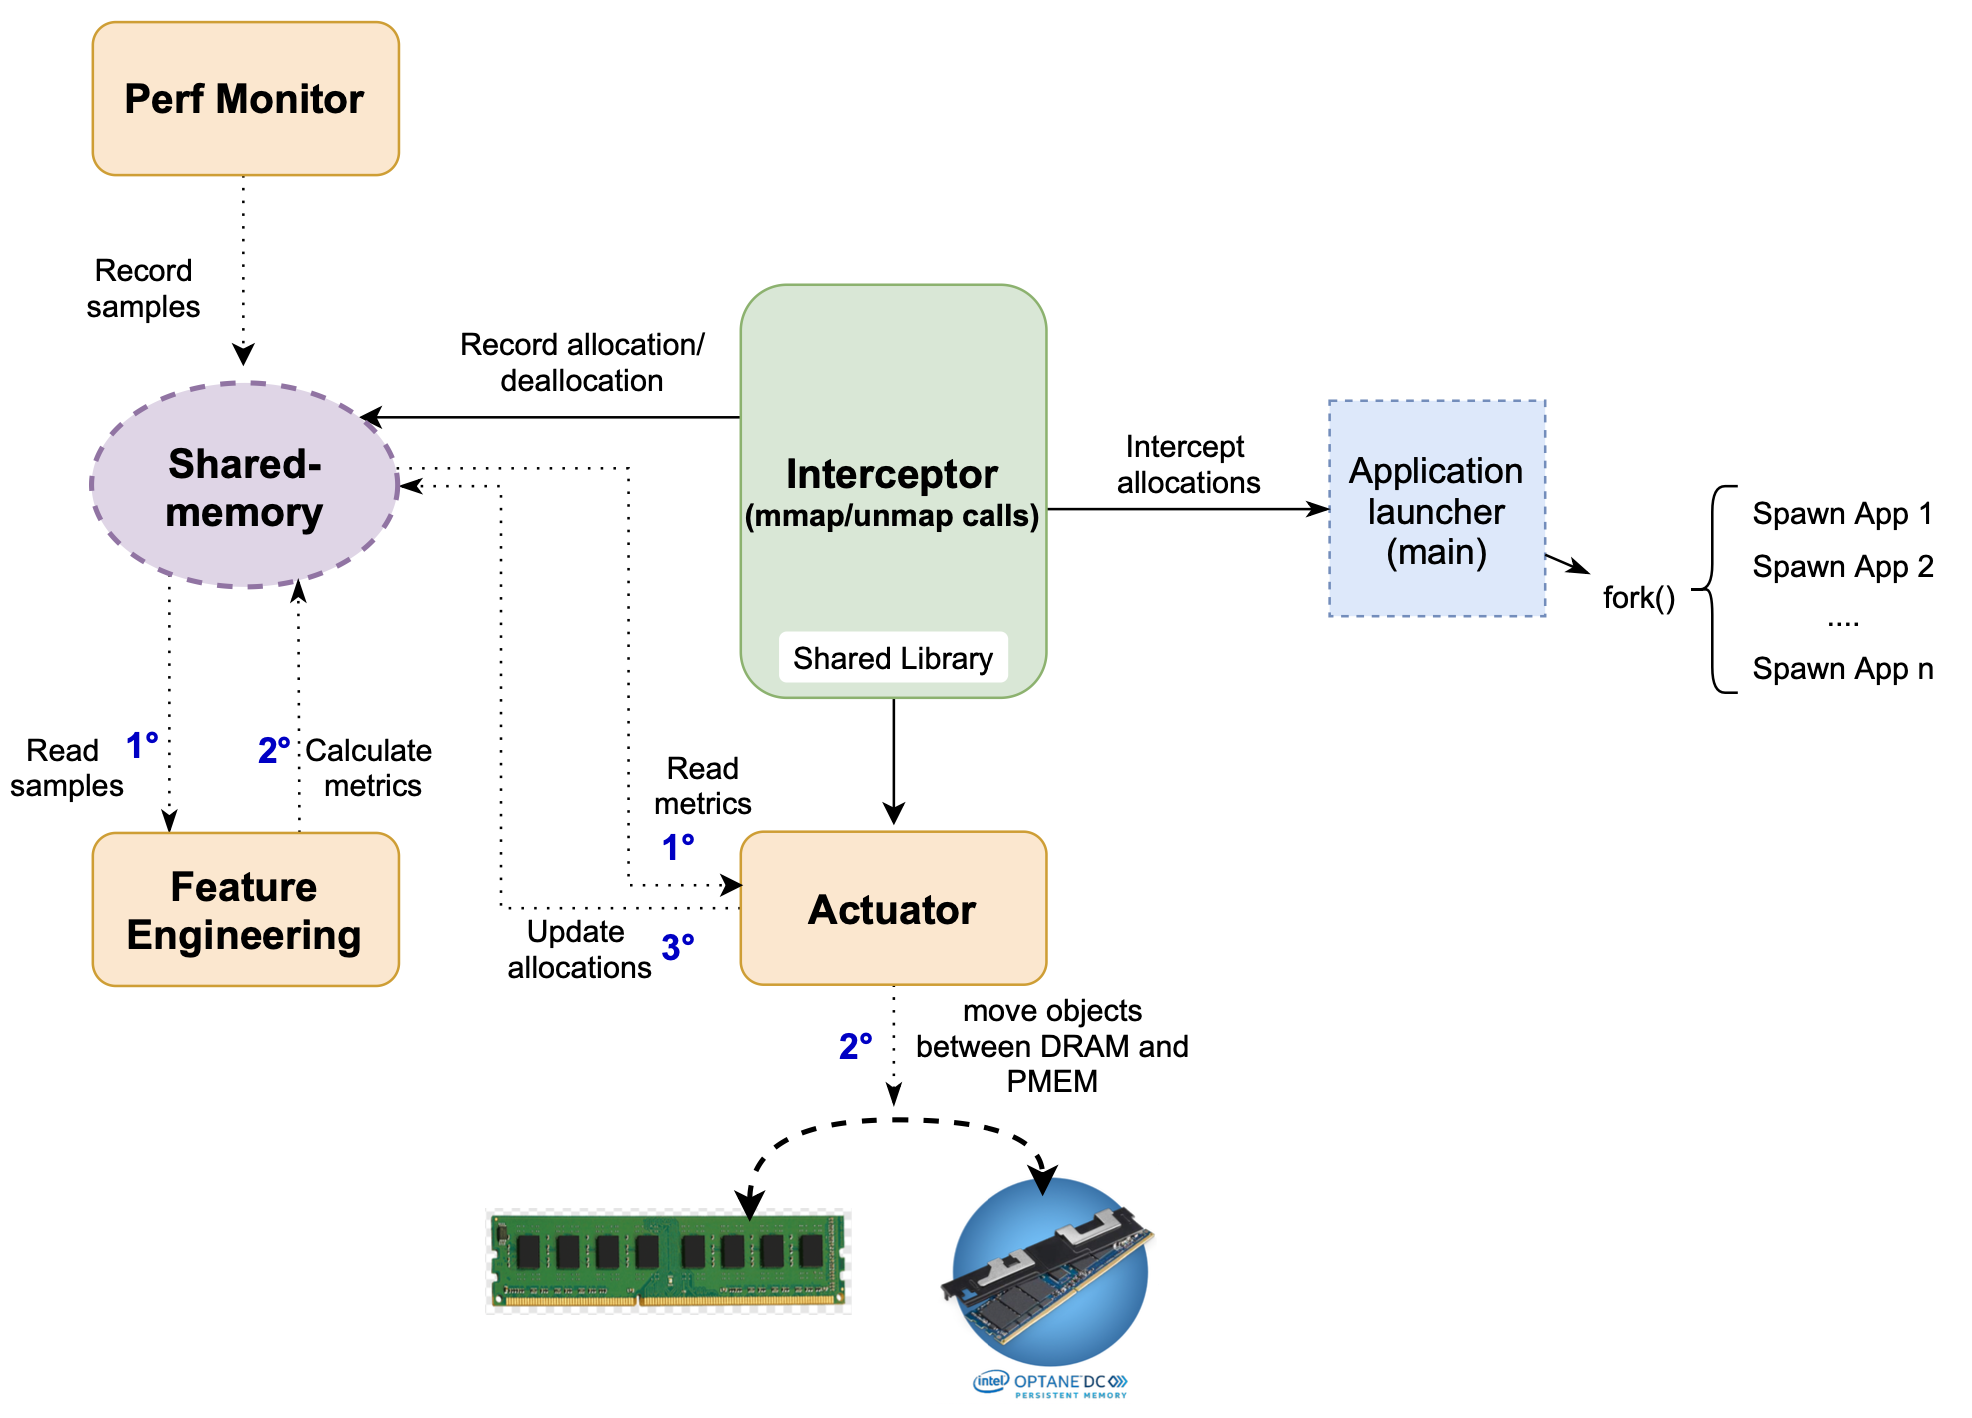 Perf Monitor
Record
samples
Record allocation/
deallocation
Shared-
memory
Interceptor
(mmap/unmap calls)
Shared Library
Intercept
allocations
Application
launcher
(main)
fork()
Spawn App 1
Spawn App 2
....
Spawn App n
Read
samples
1°
2°
Calculate
metrics
Read
metrics
1°
Feature
Engineering
Actuator
Update
allocations
3°
2°
move objects
between DRAM and
PMEM
intel OPTANE™ DC
PERSISTENT MEMORY